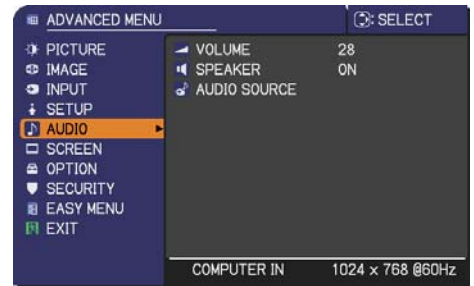 ADVANCED MENU : SELECT
PICTURE
IMAGE
INPUT
SETUP
AUDIO
SCREEN
OPTION
SECURITY
EASY MENU
EXIT
VOLUME 28
SPEAKER ON
AUDIO SOURCE
COMPUTER IN 1024 x 768 @60Hz